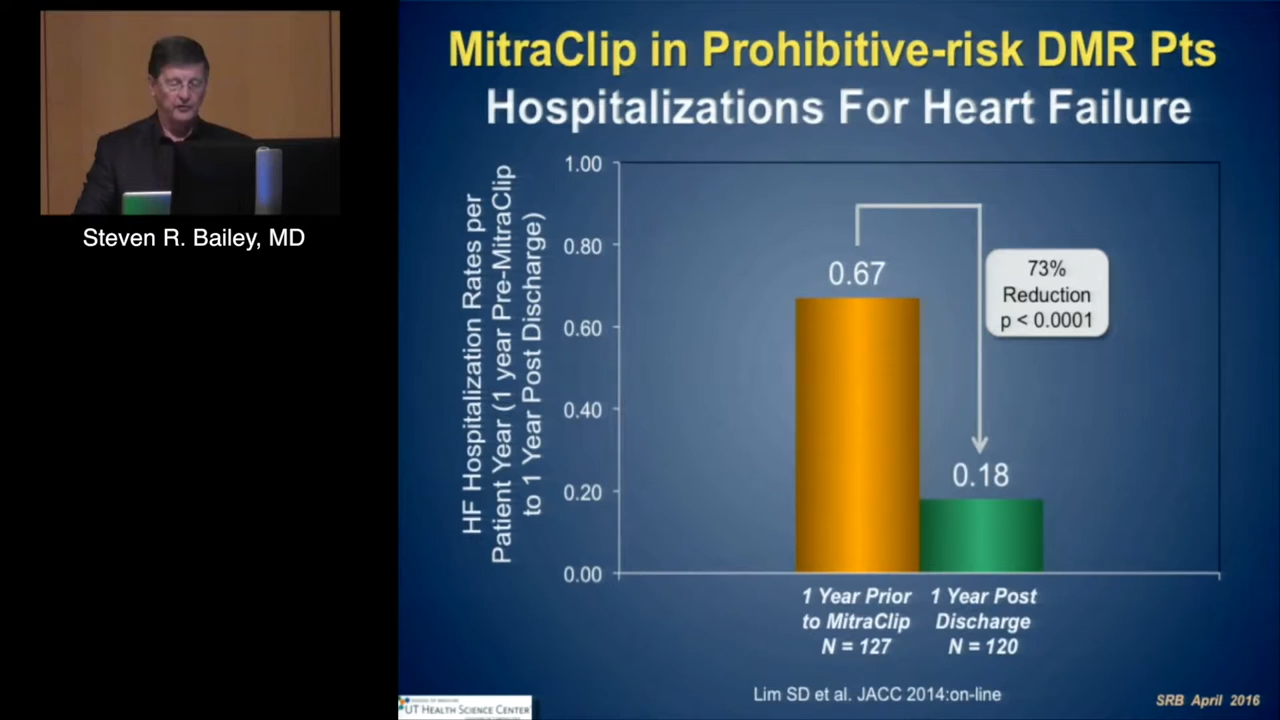 MitraClip in Prohibitive-risk DMR Pts
Hospitalizations For Heart Failure
Steven R. Bailey, MD
HF Hospitalization Rates per
Patient Year (1 year Pre-MitraClip
to 1 Year Post Discharge)
1.00
0.80
0.60
0.40
0.20
0.00
0.67
0.18
73%
Reduction
p < 0.0001
1 Year Prior
to MitraClip
N = 127
1 Year Post
Discharge
N = 120
Lim SD et al. JACC 2014:on-line
UT HEALTH SCIENCE CENTER
SRB April 2016